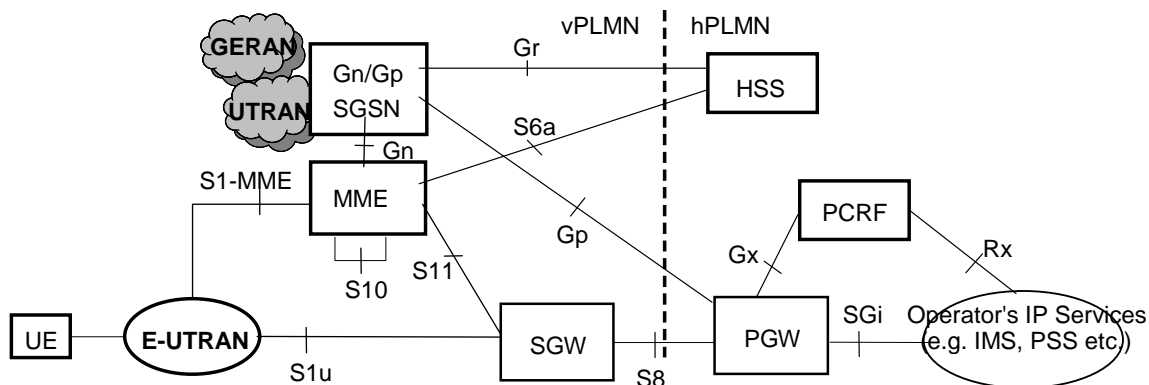 vPLMN
hPLMN
GERAN
Gr
Gn/Gp
SGSN
HSS
UTRAN
S6a
Gn
S1-MME
MME
PCRF
Gp
Gx
Rx
S11
S10
SGi
Operator's IP Services
(e.g. IMS, PSS etc.)
UE
E-UTRAN
SGW
PGW
S1u
S8